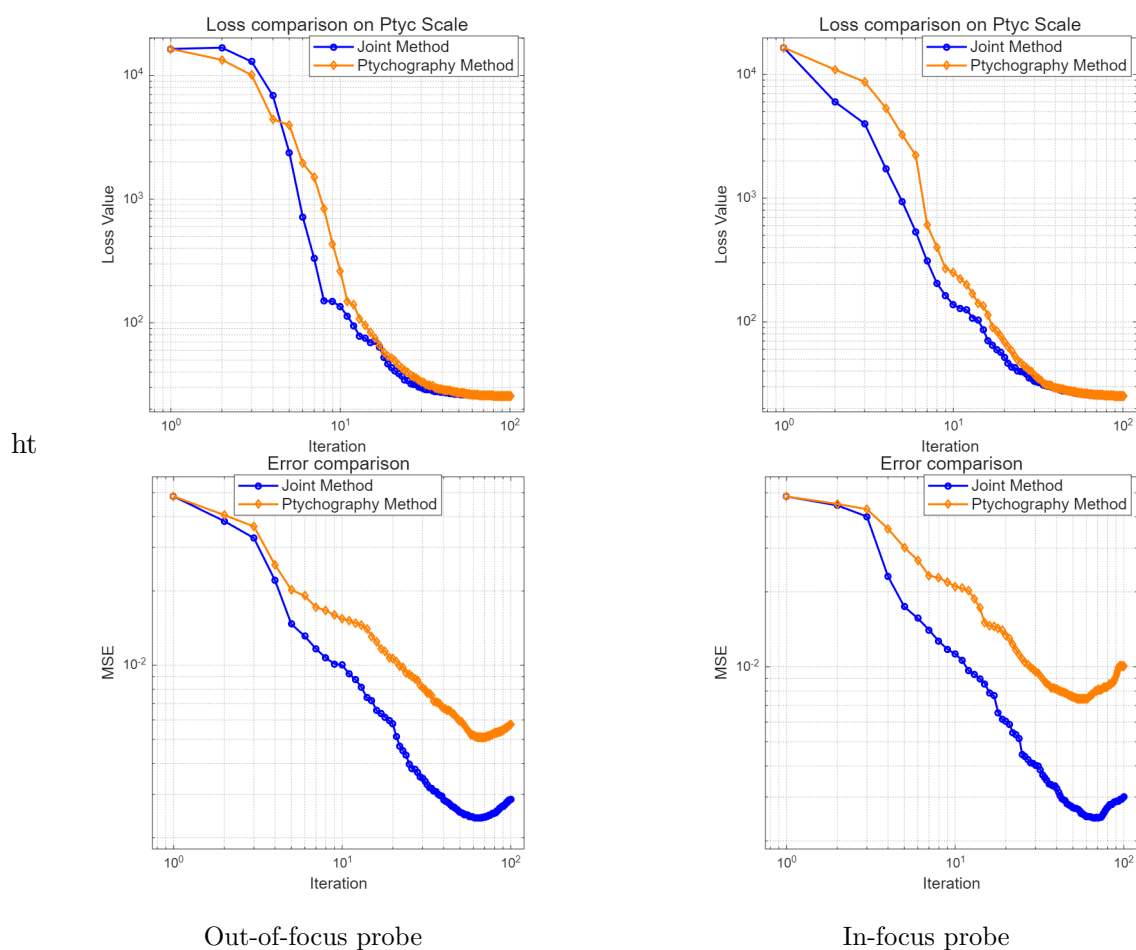 Loss comparison on Ptyc Scale
Joint Method
Ptychography Method
Loss Value
10^4
10^3
10^2
10^0
10^1
10^2
Iteration
Loss comparison on Ptyc Scale
Joint Method
Ptychography Method
Loss Value
10^4
10^3
10^2
10^0
10^1
10^2
Iteration
ht
Error comparison
Joint Method
Ptychography Method
MSE
10^-2
10^0
10^1
10^2
Iteration
Error comparison
Joint Method
Ptychography Method
MSE
10^-2
10^0
10^1
10^2
Iteration
Out-of-focus probe
In-focus probe